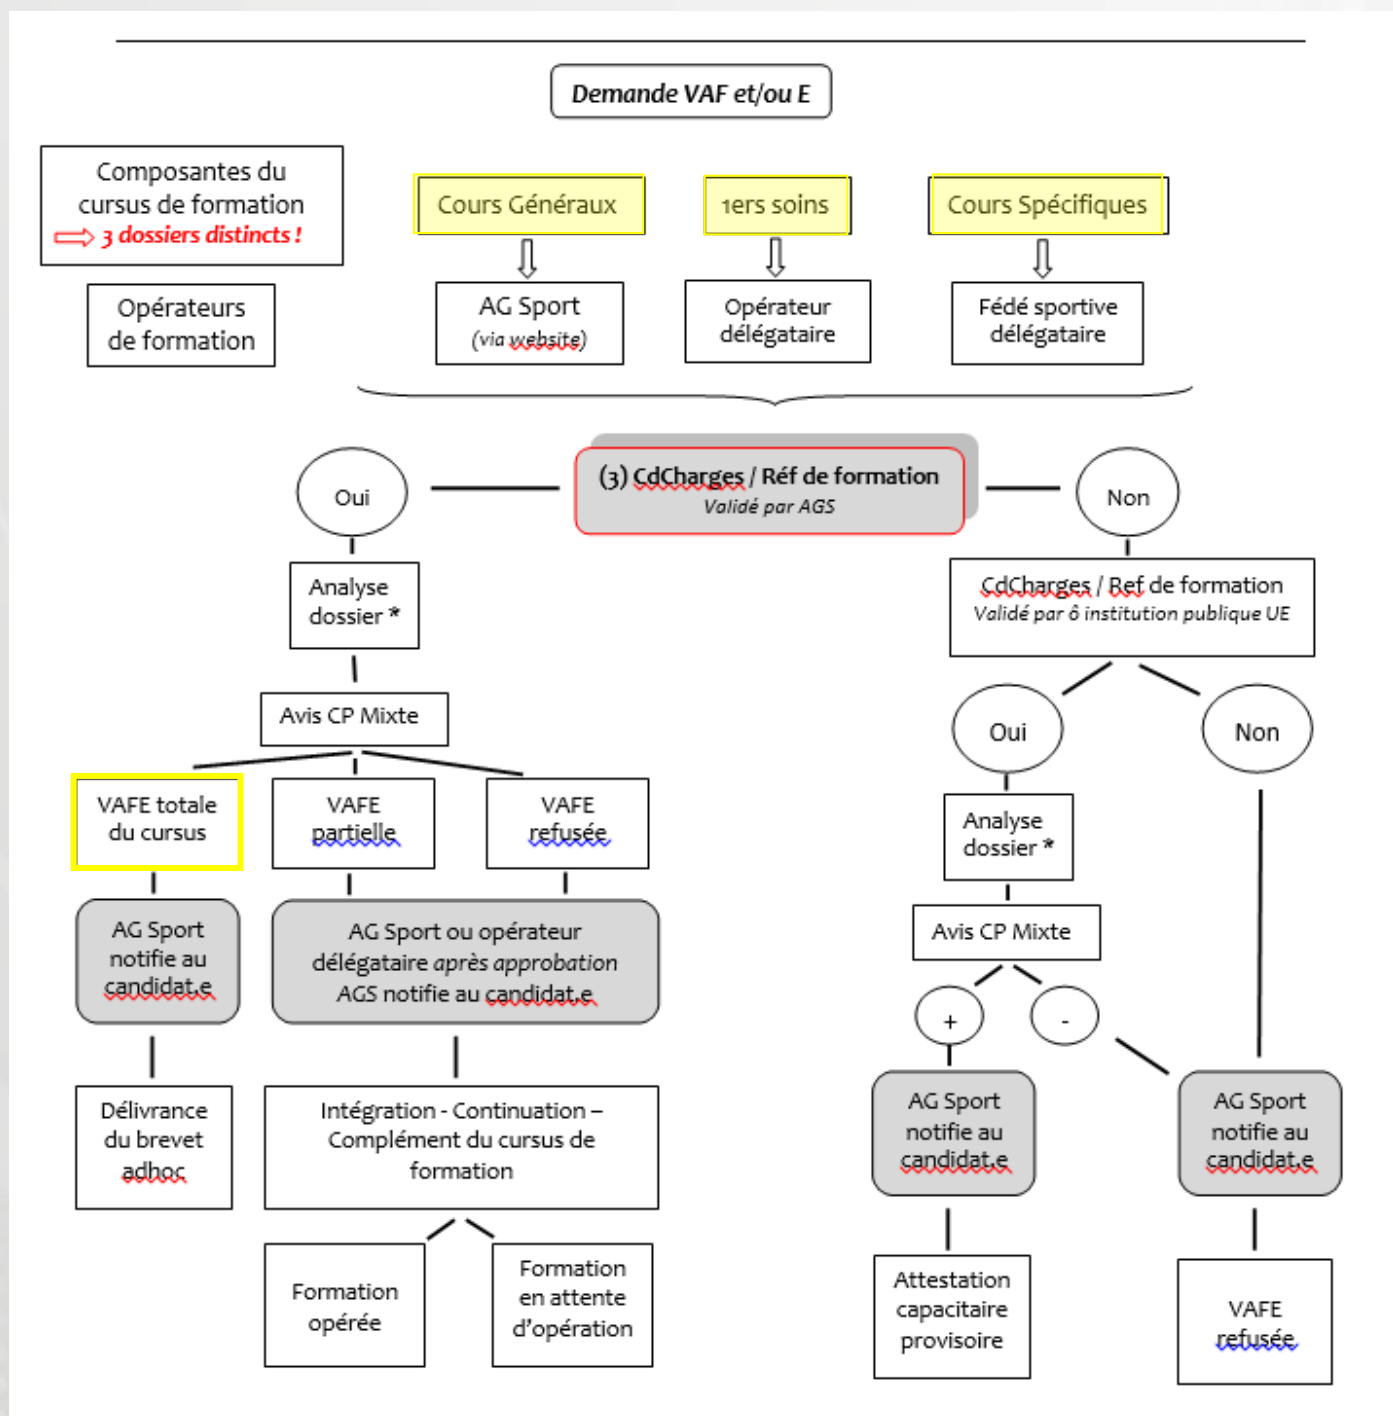 Demande VAF et/ou E
Composantes du
cursus de formation
3 dossiers distincts !
Cours Généraux
1ers soins
Cours Spécifiques
Opérateurs
de formation
AG Sport
(via website)
Opérateur
délégataire
Fédé sportive
délégataire
Oui
(3) CdCharges / Réf de formation
Validé par AGS
Non
Analyse
dossier *
CdCharges / Ref de formation
Validé par ô institution publique UE
Avis CP Mixte
Oui
Non
VAFE totale
du cursus
VAFE
partielle
VAFE
refusée
Analyse
dossier *
AG Sport
notifie au
candidat.e
AG Sport ou opérateur
délégataire après approbation
AGS notifie au candidat.e
Avis CP Mixte
+
-
Délivrance
du brevet
adhoc
Intégration - Continuation –
Complément du cursus de
formation
AG Sport
notifie au
candidat.e
AG Sport
notifie au
candidat.e
Formation
opérée
Formation
en attente
d'opération
Attestation
capacitaire
provisoire
VAFE
refusée